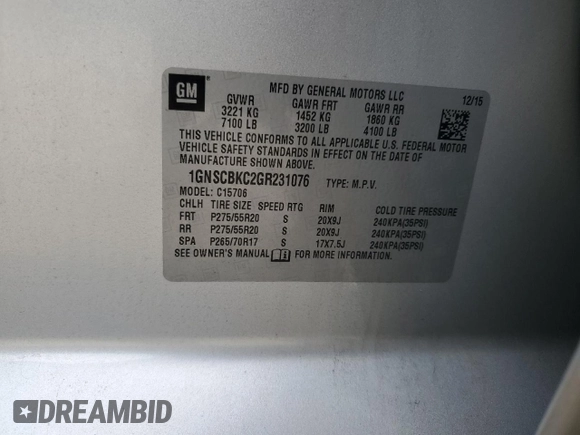 GM
MFD BY GENERAL MOTORS LLC
12/15
GVWR GAWR FRT GAWR RR
3221 KG 1452 KG 1860 KG
7100 LB 3200 LB 4100 LB
THIS VEHICLE CONFORMS TO ALL APPLICABLE U.S. FEDERAL MOTOR
VEHICLE SAFETY STANDARDS IN EFFECT ON THE DATE OF
MANUFACTURE SHOWN ABOVE.
1GNSCBKC2GR231076 TYPE: M.P.V.
MODEL: C15706
CHLH TIRE SIZE SPEED RTG RIM COLD TIRE PRESSURE
FRT P275/55R20 S 20X9J 240KPA(35PSI)
RR P275/55R20 S 20X9J 240KPA(35PSI)
SPA P265/70R17 S 17X7.5J 240KPA(35PSI)
SEE OWNER'S MANUAL FOR MORE INFORMATION.
DREAMBID